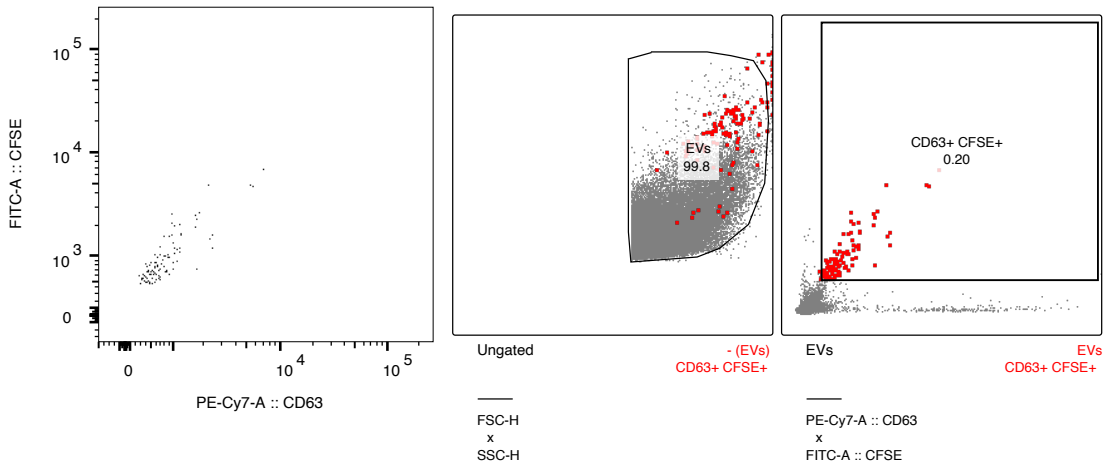 10^5
10^4
10^3
0
FITC-A :: CFSE
0
10^4
10^5
PE-Cy7-A :: CD63
EVs
99.8
Ungated
- (EVs)
CD63+ CFSE+
FSC-H
x
SSC-H
CD63+ CFSE+
0.20
EVs
EVs
CD63+ CFSE+
PE-Cy7-A :: CD63
x
FITC-A :: CFSE